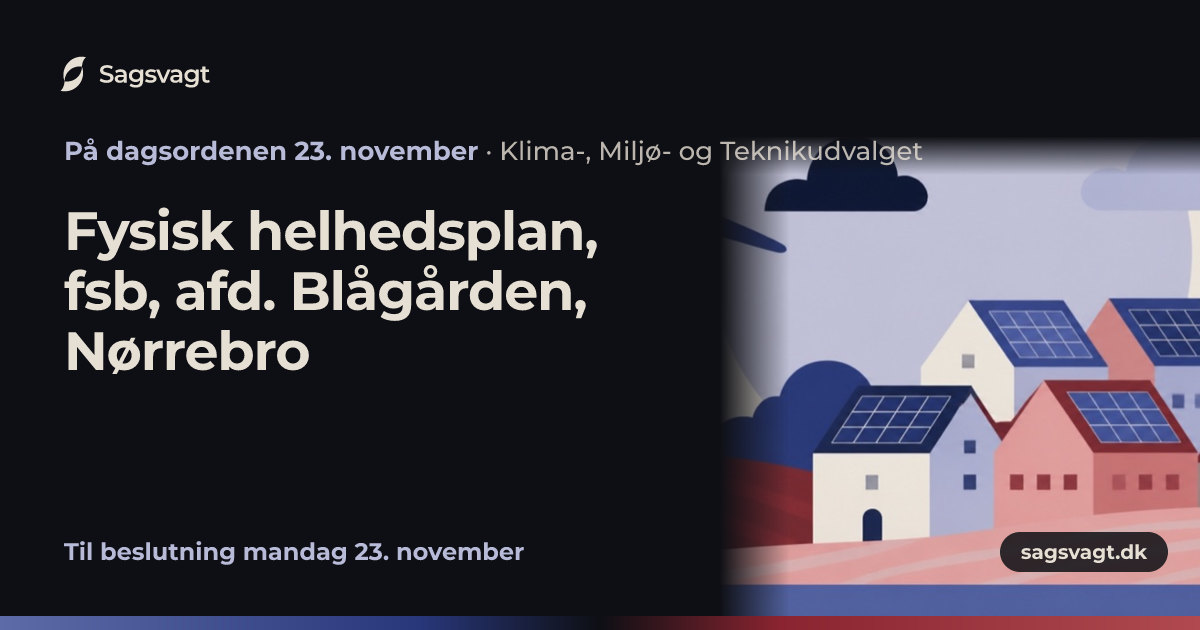 Sagsvagt
På dagsordenen 23. november · Klima-, Miljø- og Teknikudvalget
Fysisk helhedsplan,
fsb, afd. Blågården,
Nørrebro
Til beslutning mandag 23. november
sagsvagt.dk